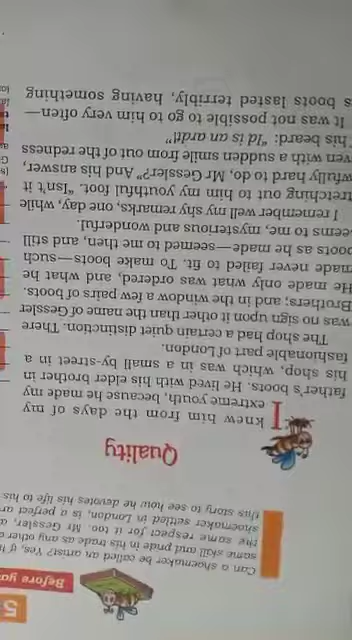 5
Before you
Can a shoemaker be called an artist? Yes, if
same skill and pride in his trade as any other
the same respect for it too. Mr Gessler, a
shoemaker settled in London, is a perfect
this story to see how he devotes his life to his
Quality
I knew him from the days of my
extreme youth, because he made my
father's boots. He lived with his elder brother in
his shop, which was in a small by-street in a
fashionable part of London.
The shop had a certain quiet distinction. There
was no sign upon it other than the name of Gessler
Brothers; and in the window a few pairs of boots.
He made only what was ordered, and what he
made never failed to fit. To make boots—such
boots as he made—seemed to me then, and still
seems to me, mysterious and wonderful.
I remember well my shy remarks, one day, while
stretching out to him my youthful foot. "Isn't it
awfully hard to do, Mr Gessler?" And his answer,
given with a sudden smile from out of the redness
of his beard: "Id is an ardt!"
It was not possible to go to him very often—
his boots lasted terribly, having something